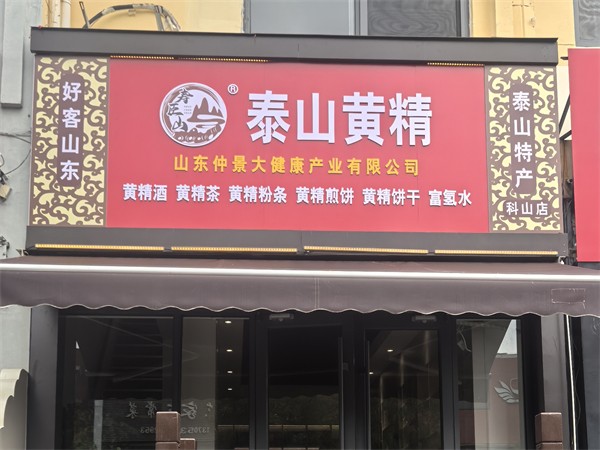 好客山东
®
泰山黄精
山东仲景大健康产业有限公司
黄精酒 黄精茶 黄精粉条 黄精煎饼 黄精饼干 富氢水
泰山特产
科山店